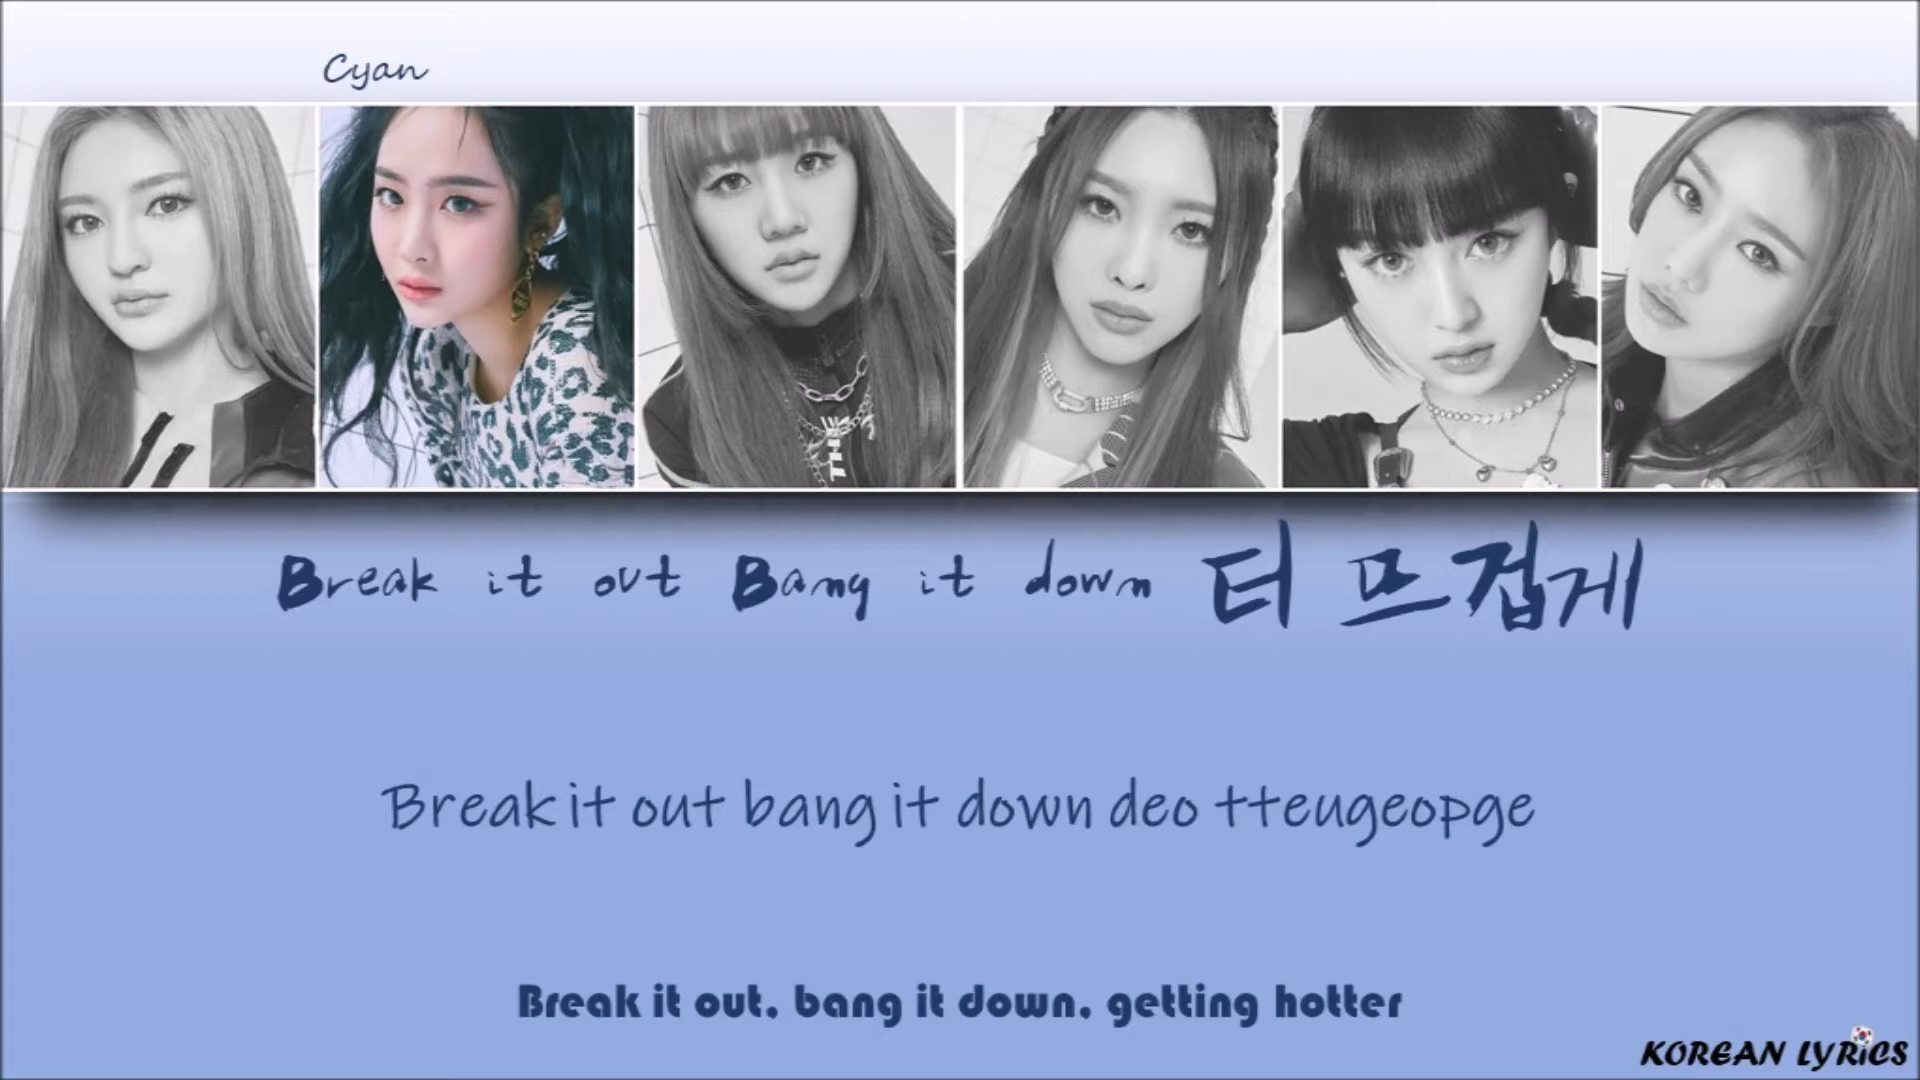 Cyan
Break it out Bang it down 더 뜨겁게
Break it out bang it down deo tteugeopge
Break it out, bang it down, getting hotter
KOREAN LYRiCS